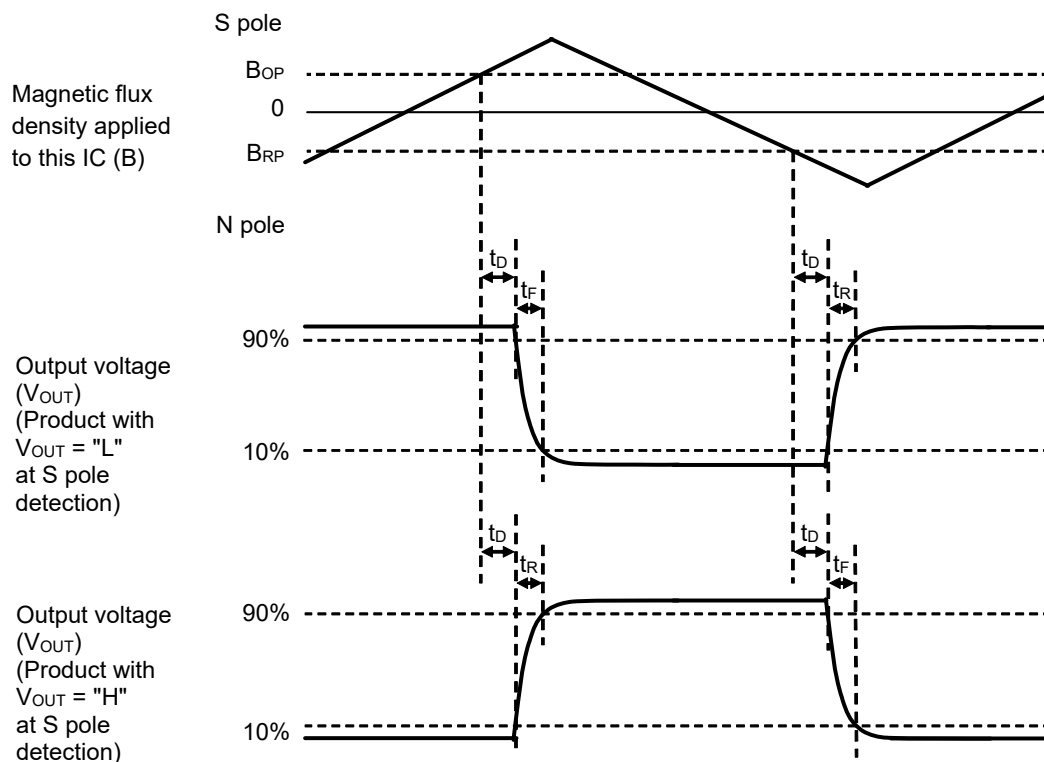 S pole
BOP
Magnetic flux
density applied
to this IC (B)
0
BRP
N pole
tD
tF
tD
tR
90%
Output voltage
(VOUT)
(Product with
VOUT = "L"
at S pole
detection)
10%
tD
tR
tD
tF
90%
Output voltage
(VOUT)
(Product with
VOUT = "H"
at S pole
detection)
10%